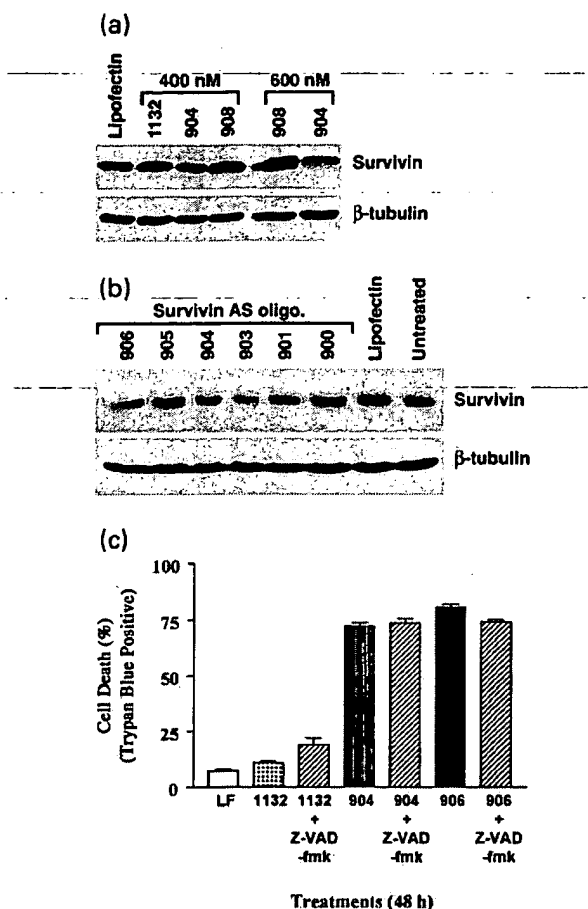 (a)
400 nM 600 nM
Lipofectin 1132 904 908 908 904
Survivin
β-tubulin
(b)
Survivin AS oligo.
906 905 904 903 901 900 Lipofectin Untreated
Survivin
β-tubulin
(c)
Cell Death (%)
(Trypan Blue Positive)
100
75
50
25
0
LF 1132 1132 904 904 906 906
+ + +
Z-VAD Z-VAD Z-VAD
-fmk -fmk -fmk
Treatments (48 h)